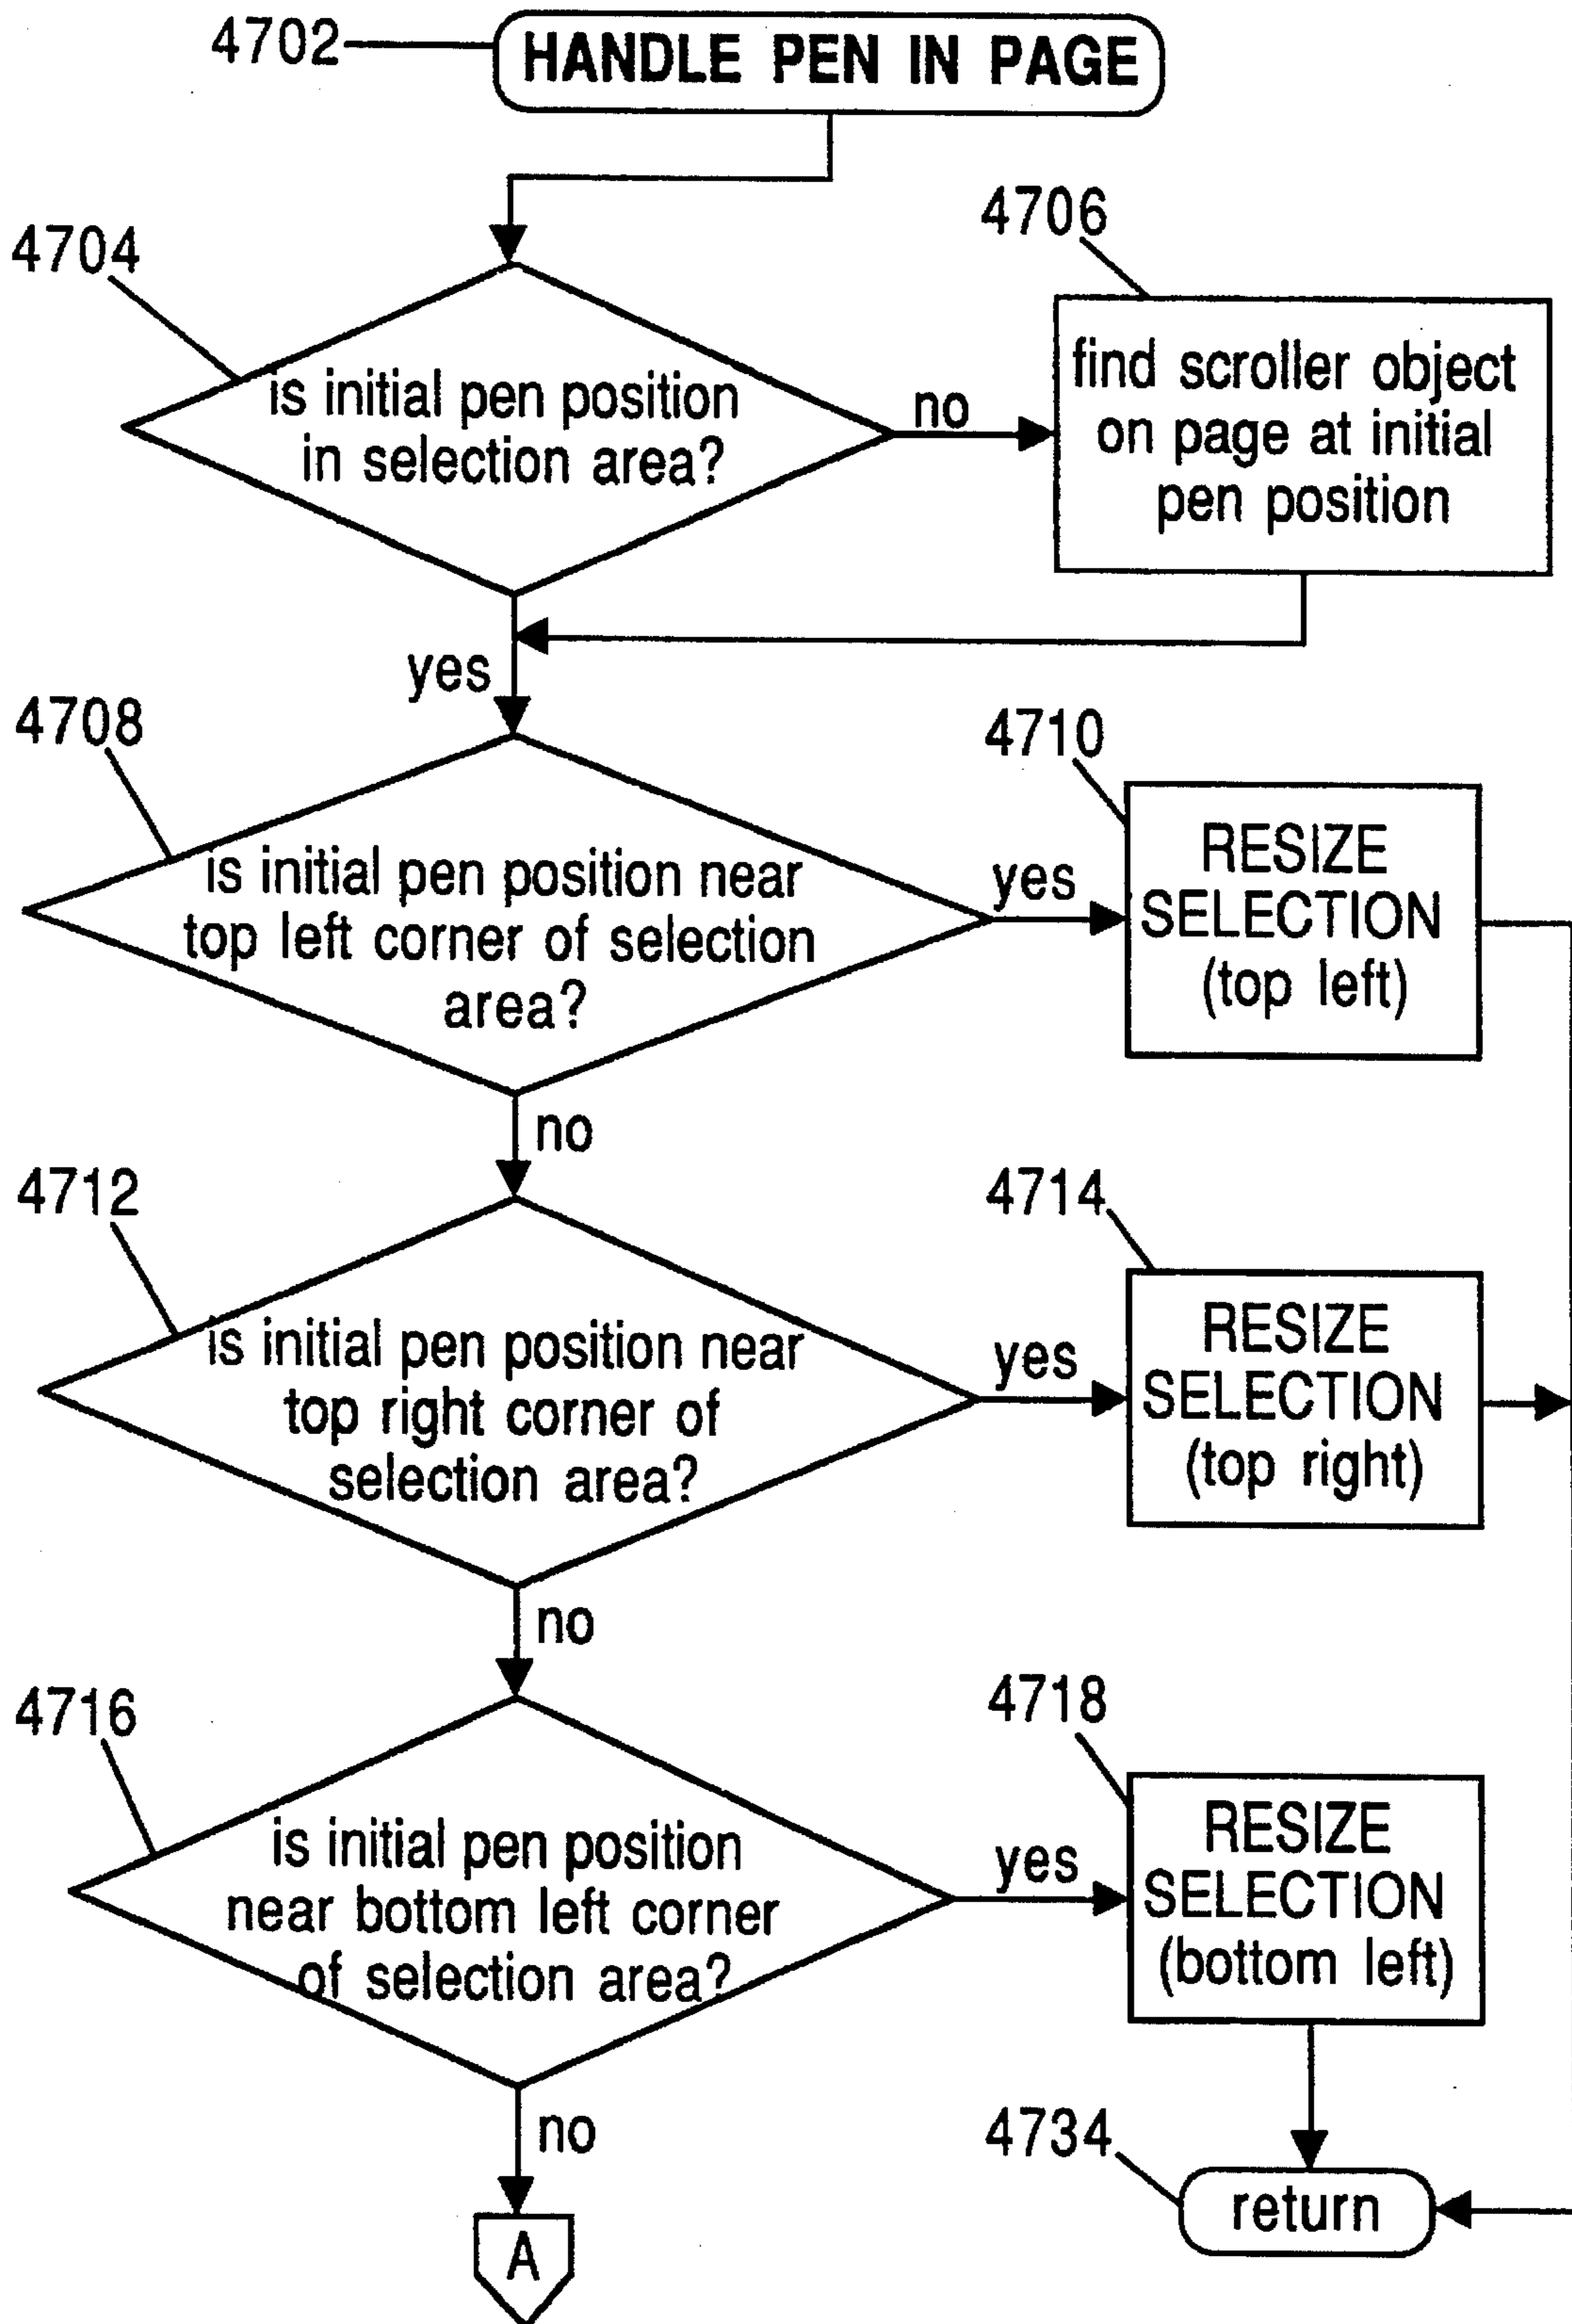 4702
HANDLE PEN IN PAGE
4704
is initial pen position
in selection area?
no
4706
find scroller object
on page at initial
pen position
yes
4708
is initial pen position near
top left corner of selection
area?
yes
4710
RESIZE
SELECTION
(top left)
no
4712
is initial pen position near
top right corner of
selection area?
yes
4714
RESIZE
SELECTION
(top right)
no
4716
is initial pen position
near bottom left corner
of selection area?
yes
4718
RESIZE
SELECTION
(bottom left)
no
4734
return
A